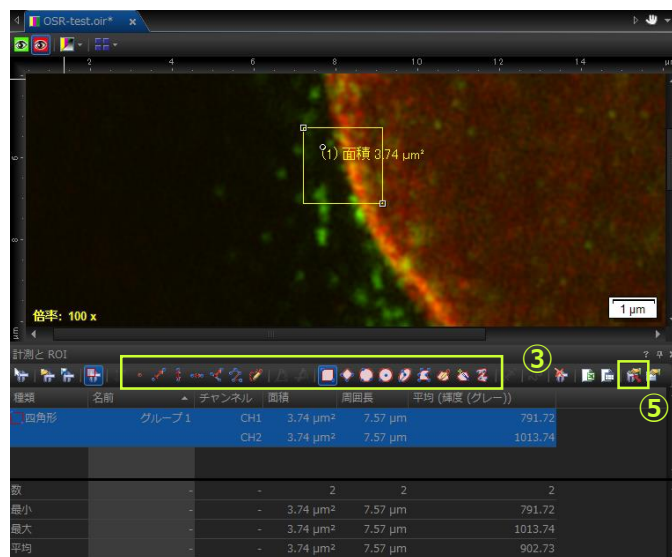 OSR-test.oir*
2 4 6 8 10 12 14
6
8
(1) 面積 3.74 μm²
倍率: 100 x
1 μm
μm
計測と ROI
③
⑤
種類 名前 チャンネル 面積 周囲長 平均 (輝度 (グレー))
四角形 グループ 1 CH1 3.74 μm² 7.57 μm 791.72
CH2 3.74 μm² 7.57 μm 1013.74
数 - - 2 2 2
最小 - - 3.74 μm² 7.57 μm 791.72
最大 - - 3.74 μm² 7.57 μm 1013.74
平均 - - 3.74 μm² 7.57 μm 902.73